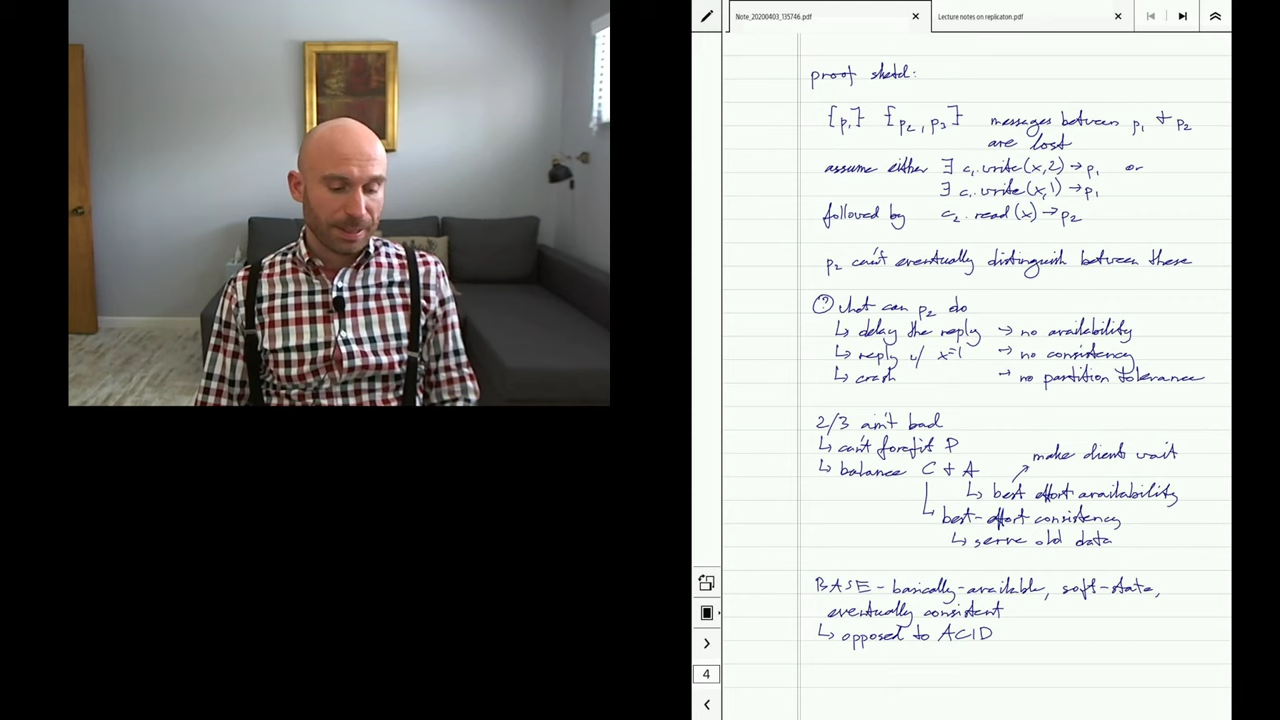 Note_20200403_135746.pdf
Lecture notes on replicaton.pdf
proof sketch:
{p1} {p2, p3} messages between p1 + p2
are lost
assume either ∃ c1.write(x,2) → p1 or
∃ c1.write(x,1) → p1
followed by c2.read(x) → p2
p2 can't eventually distinguish between these
? what can p2 do
↳ delay the reply → no availability
↳ reply w/ x=1 → no consistency
↳ crash → no partition tolerance
2/3 ain't bad
↳ can't forefit P
make clients wait
↳ balance C + A
↳ best effort availability
↳ best-effort consistency
↳ serve old data
BASE - basically-available, soft-state,
eventually consistent
↳ opposed to ACID
4